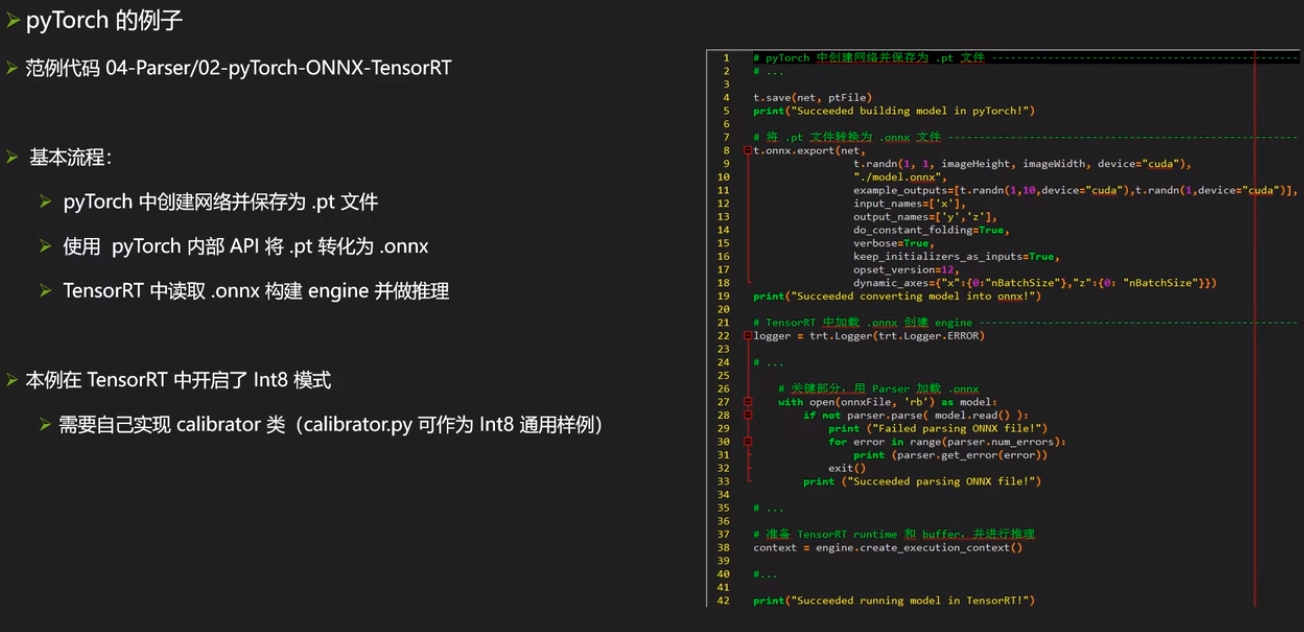 pyTorch 的例子
范例代码 04-Parser/02-pyTorch-ONNX-TensorRT
基本流程：
pyTorch 中创建网络并保存为 .pt 文件
使用 pyTorch 内部 API 将 .pt 转化为 .onnx
TensorRT 中读取 .onnx 构建 engine 并做推理
本例在 TensorRT 中开启了 Int8 模式
需要自己实现 calibrator 类（calibrator.py 可作为 Int8 通用样例）
1 # pyTorch 中创建网络并保存为 .pt 文件 ----------------------------------------
2 # ...
3
4 t.save(net, ptFile)
5 print("Succeeded building model in pyTorch!")
6
7 # 将 .pt 文件转换为 .onnx 文件 ----------------------------------------
8 t.onnx.export(net,
9 t.randn(1, 1, imageHeight, imageWidth, device="cuda"),
10 "./model.onnx",
11 example_outputs=[t.randn(1,10,device="cuda"),t.randn(1,device="cuda")],
12 input_names=['x'],
13 output_names=['y','z'],
14 do_constant_folding=True,
15 verbose=True,
16 keep_initializers_as_inputs=True,
17 opset_version=12,
18 dynamic_axes={"x":{0:"nBatchSize"},"z":{0: "nBatchSize"}})
19 print("Succeeded converting model into onnx!")
20
21 # TensorRT 中加载 .onnx 创建 engine ----------------------------------------
22 logger = trt.Logger(trt.Logger.ERROR)
23
24 # ...
25
26 # 关键部分，用 Parser 加载 .onnx
27 with open(onnxFile, 'rb') as model:
28 if not parser.parse( model.read() ):
29 print ("Failed parsing ONNX file!")
30 for error in range(parser.num_errors):
31 print (parser.get_error(error))
32 exit()
33 print ("Succeeded parsing ONNX file!")
34
35 # ...
36
37 # 准备 TensorRT runtime 和 buffer，并进行推理
38 context = engine.create_execution_context()
39
40 #...
41
42 print("Succeeded running model in TensorRT!")